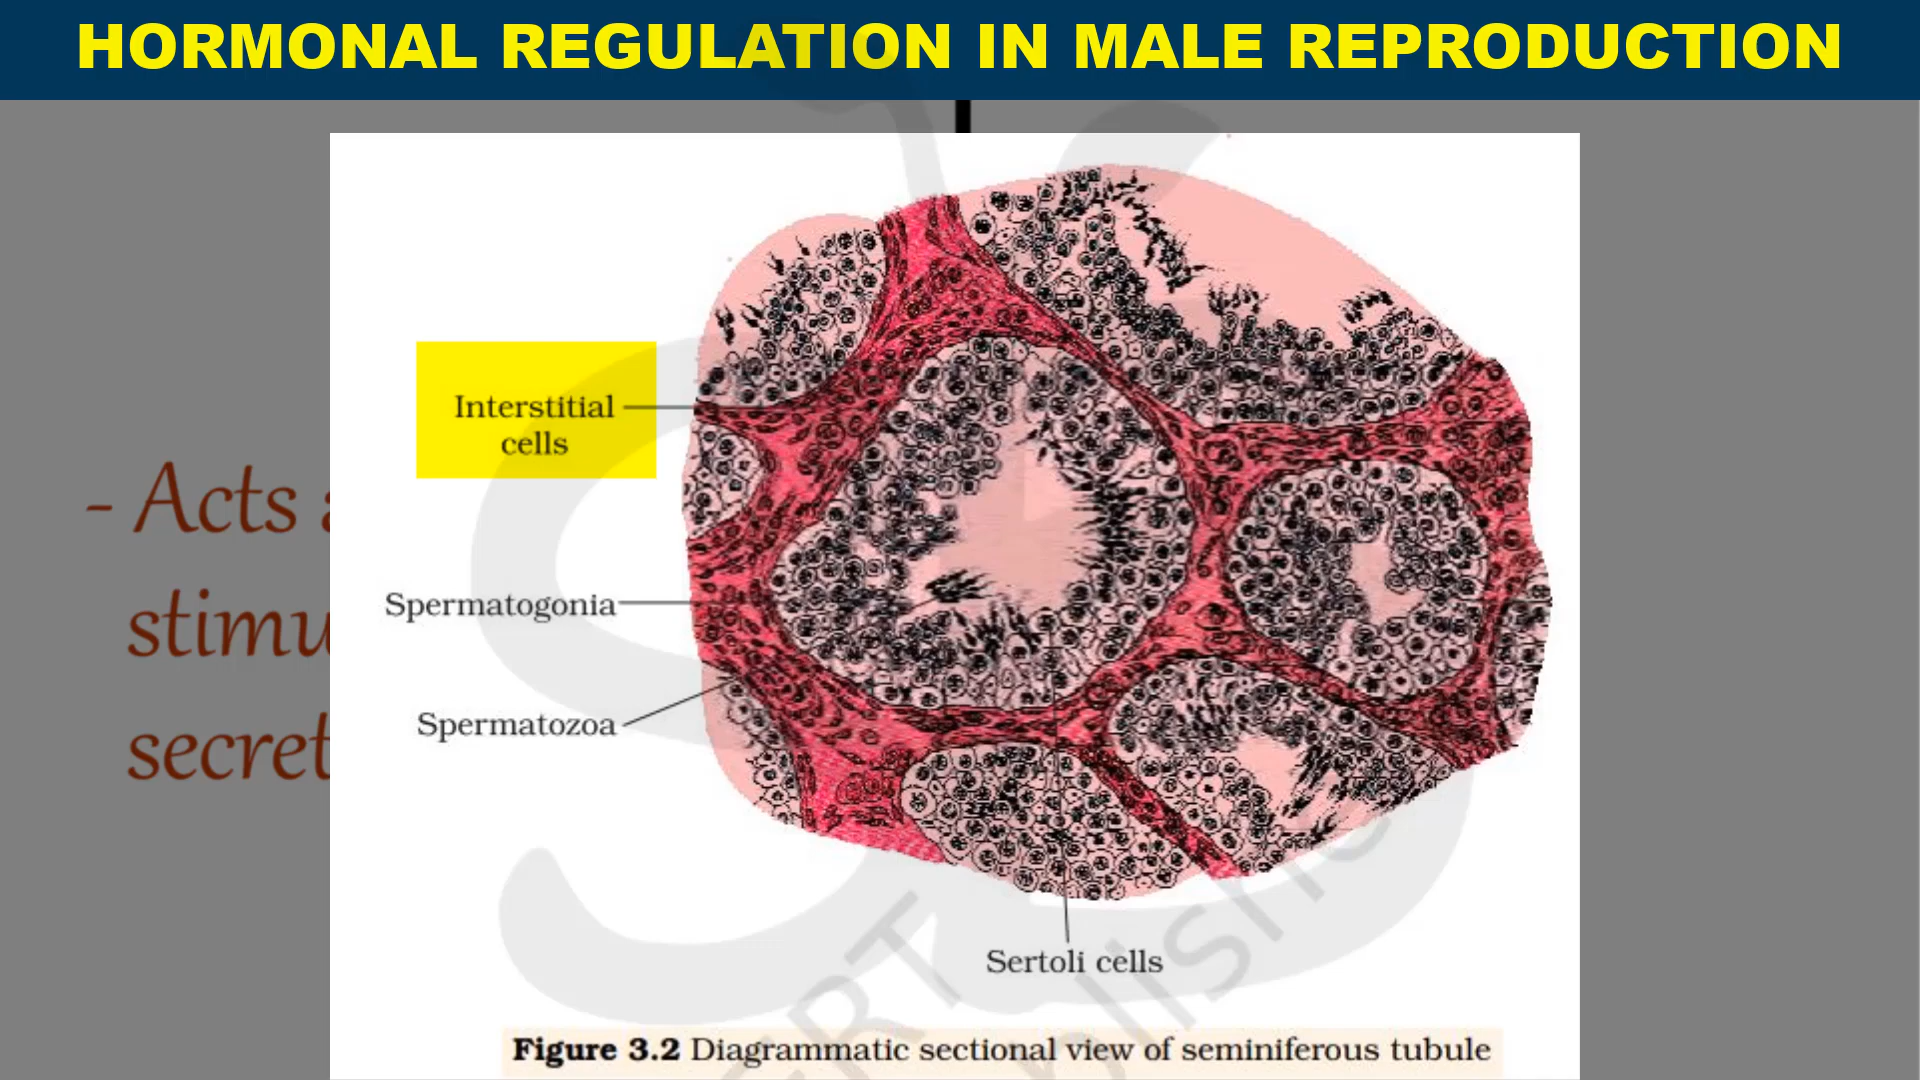 HORMONAL REGULATION IN MALE REPRODUCTION
Interstitial
cells
- Acts
stimu
Spermatogonia
Spermatozoa
secret
Sertoli cells
Figure 3.2 Diagrammatic sectional view of seminiferous tubule